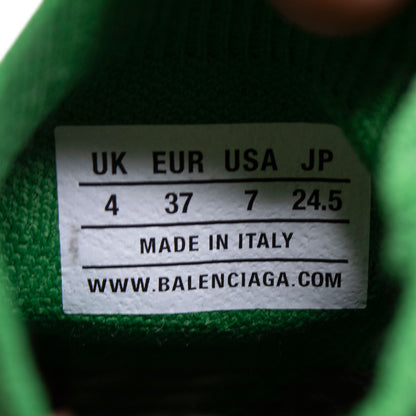 UK EUR USA JP
4 37 7 24.5
MADE IN ITALY
WWW.BALENCIAGA.COM